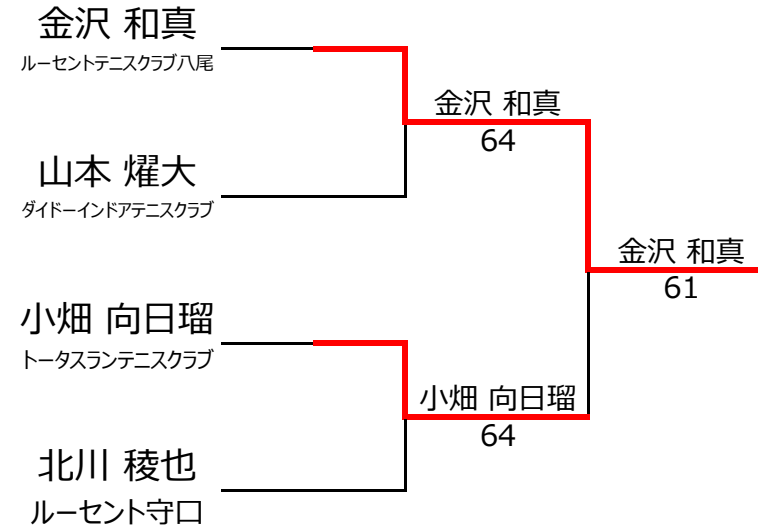 金沢 和真
ルーセントテニスクラブ八尾
金沢 和真
64
山本 燿大
ダイドーインドアテニスクラブ
金沢 和真
61
小畑 向日瑠
トータスランテニスクラブ
小畑 向日瑠
64
北川 稜也
ルーセント守口